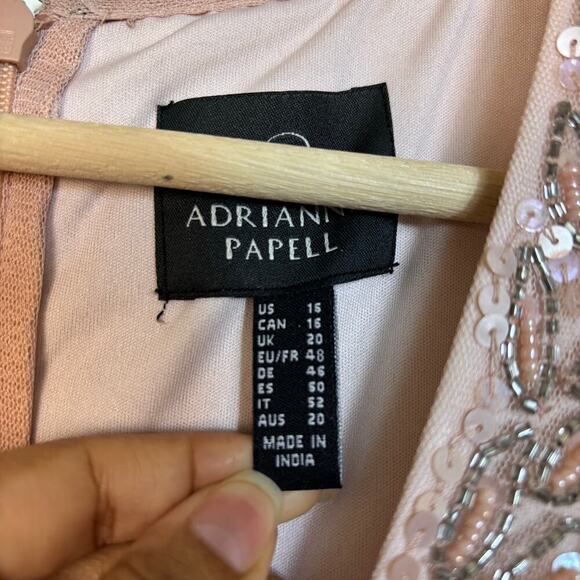 ADRIANN
PAPELL
US 16
CAN 16
UK 20
EU/FR 48
DE 46
ES 50
IT 52
AUS 20
MADE IN
INDIA